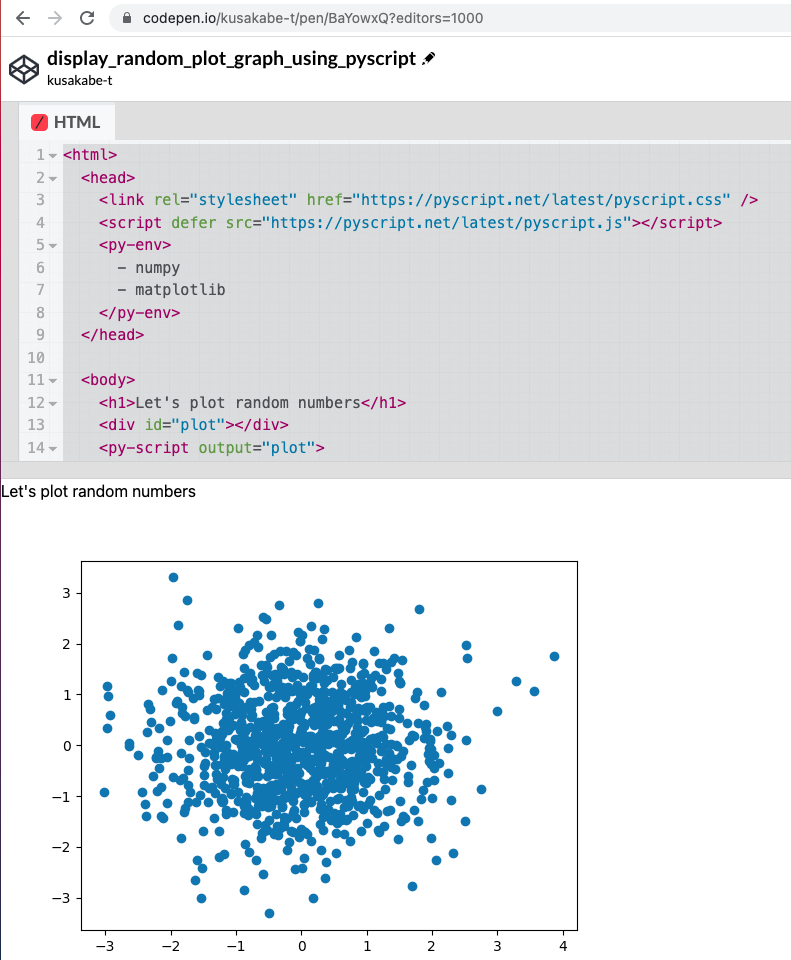 codepen.io/kusakabe-t/pen/BaYowxQ?editors=1000
display_random_plot_graph_using_pyscript
kusakabe-t
/ HTML
1 <html>
2 <head>
3 <link rel="stylesheet" href="https://pyscript.net/latest/pyscript.css" />
4 <script defer src="https://pyscript.net/latest/pyscript.js"></script>
5 <py-env>
6 - numpy
7 - matplotlib
8 </py-env>
9 </head>
10
11 <body>
12 <h1>Let's plot random numbers</h1>
13 <div id="plot"></div>
14 <py-script output="plot">
Let's plot random numbers
3
2
1
0
−1
−2
−3
−3 −2 −1 0 1 2 3 4